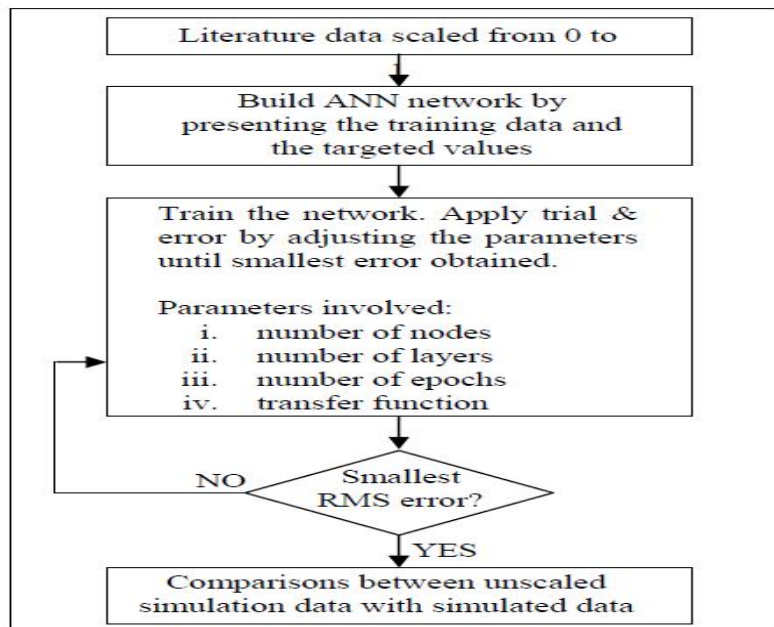 Literature data scaled from 0 to
Build ANN network by
presenting the training data and
the targeted values
Train the network. Apply trial &
error by adjusting the parameters
until smallest error obtained.
Parameters involved:
i. number of nodes
ii. number of layers
iii. number of epochs
iv. transfer function
NO
Smallest
RMS error?
YES
Comparisons between unscaled
simulation data with simulated data